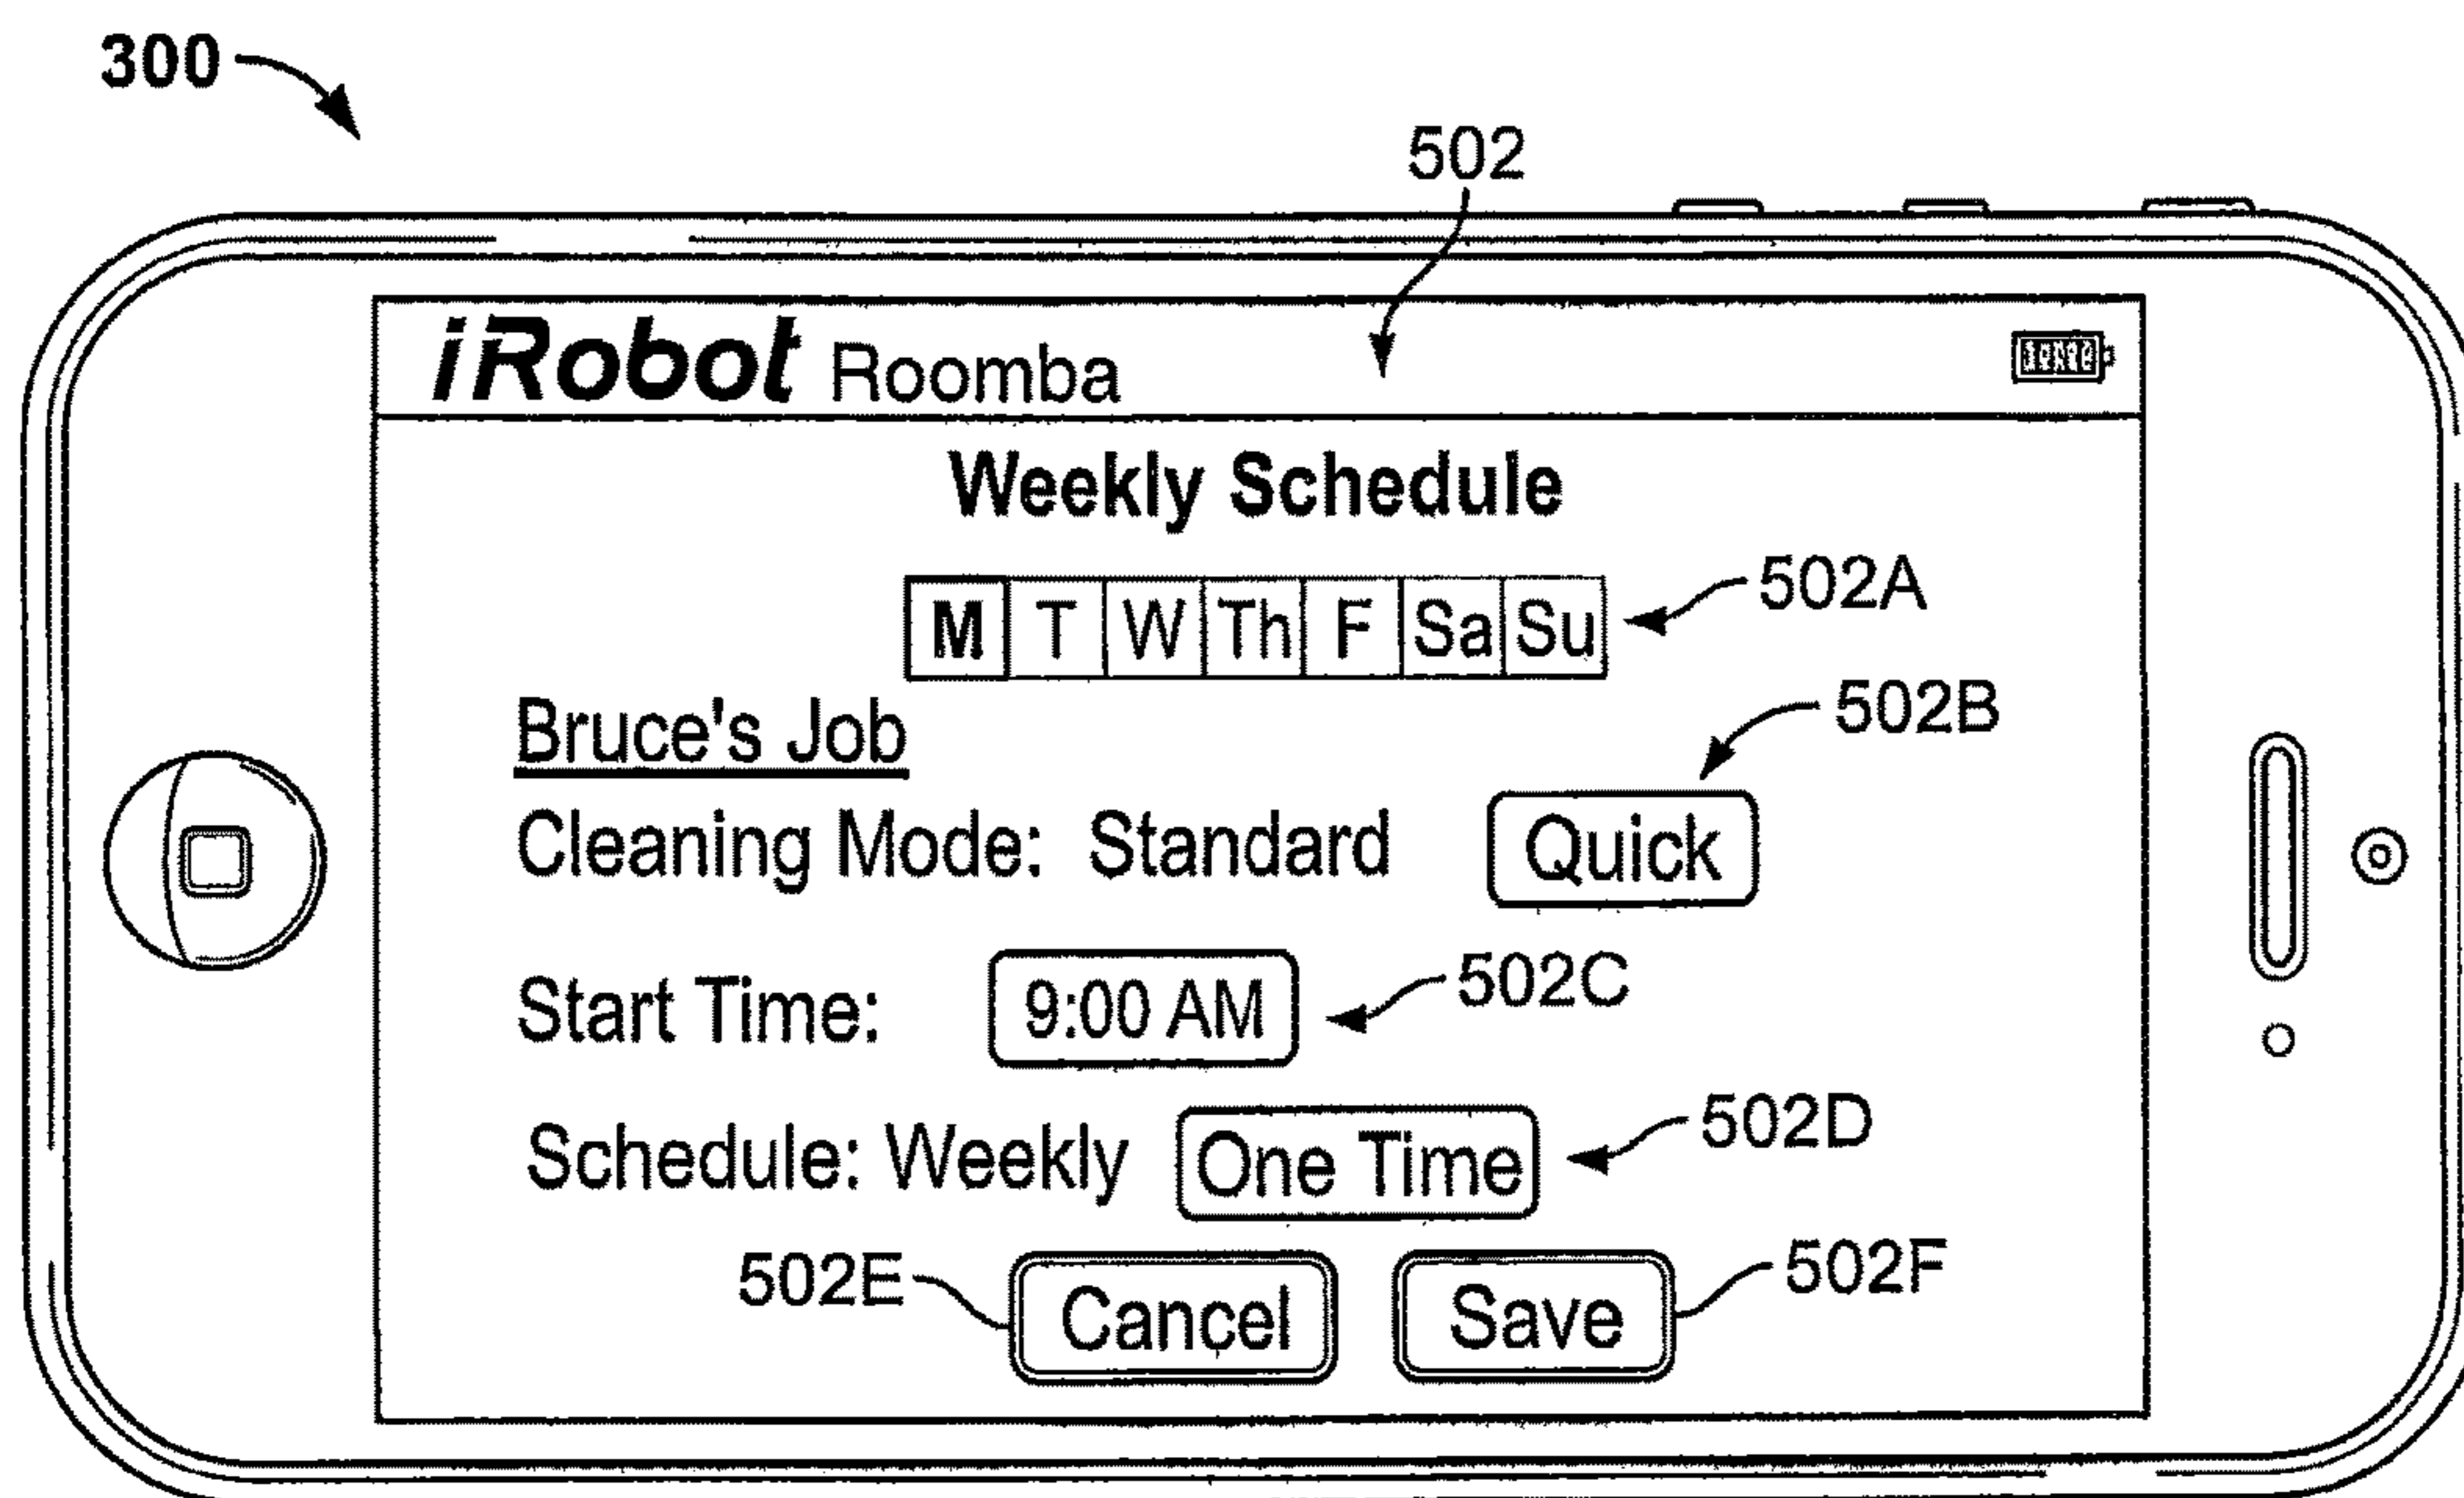 300
502
iRobot Roomba
Weekly Schedule
M T W Th F Sa Su 502A
Bruce's Job 502B
Cleaning Mode: Standard Quick
Start Time: 9:00 AM 502C
Schedule: Weekly One Time 502D
502E Cancel Save 502F